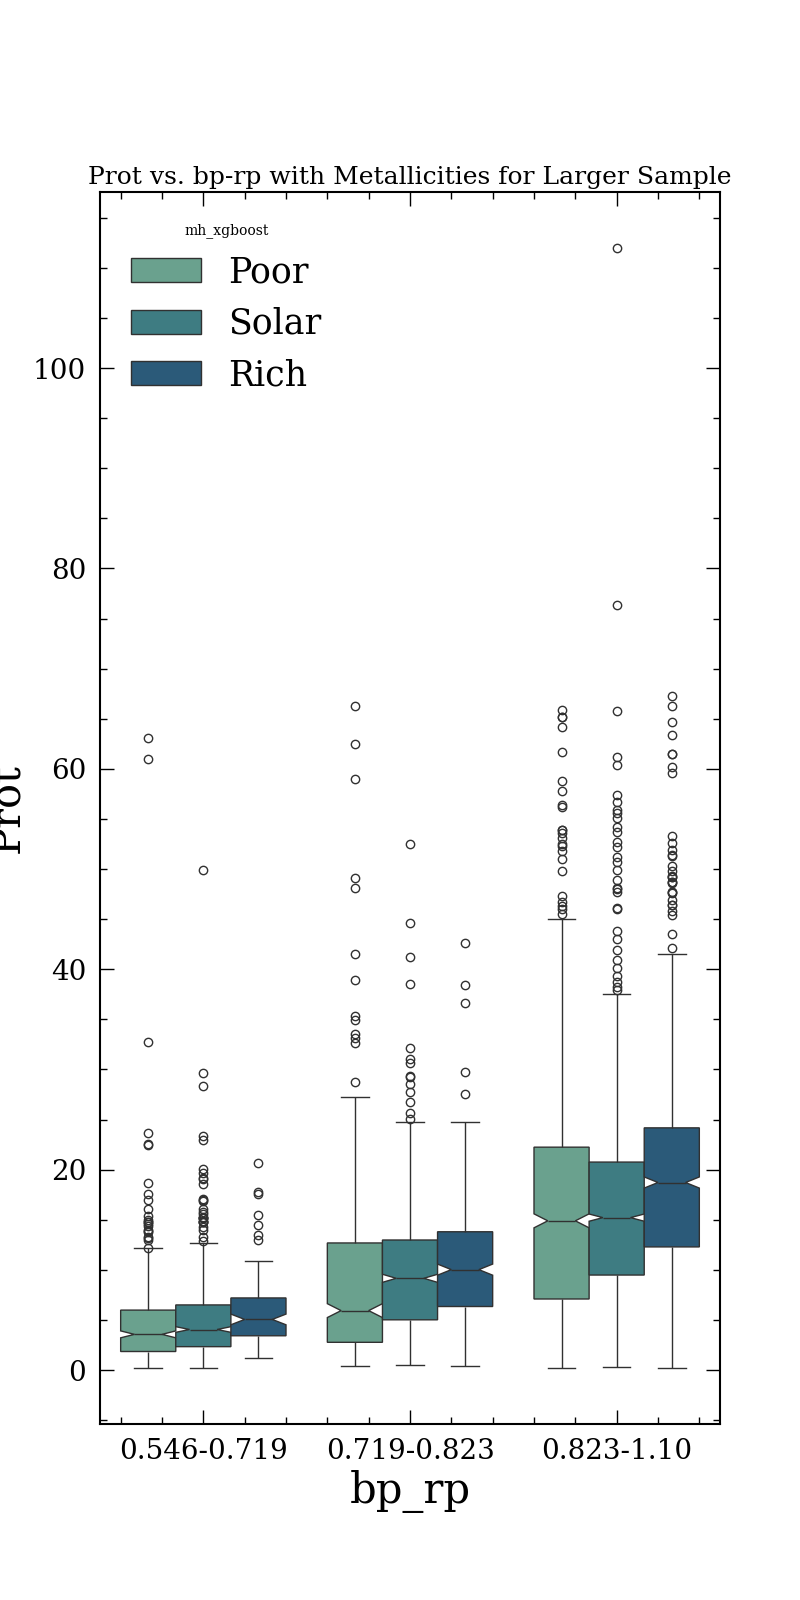 Prot vs. bp-rp with Metallicities for Larger Sample
mh_xgboost
Poor
Solar
Rich
100
80
60
40
20
0
Prot
0.546-0.719 0.719-0.823 0.823-1.10
bp_rp